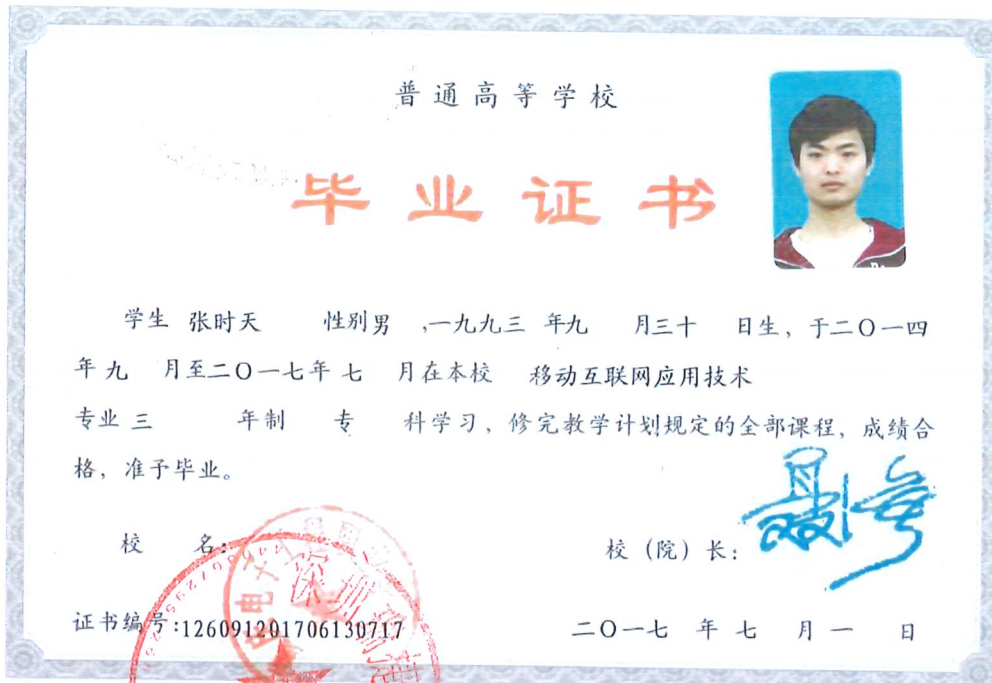 普通高等学校
毕业证书
学生 张时天 性别男 ,一九九三 年九 月三十 日生，于二〇一四
年九 月至二〇一七年 七 月在本校 移动互联网应用技术
专业 三 年制 专 科学习，修完教学计划规定的全部课程，成绩合
格，准予毕业。
校 名：
校（院）长：
证书编号:126091201706130717
二〇一七 年 七 月 一 日